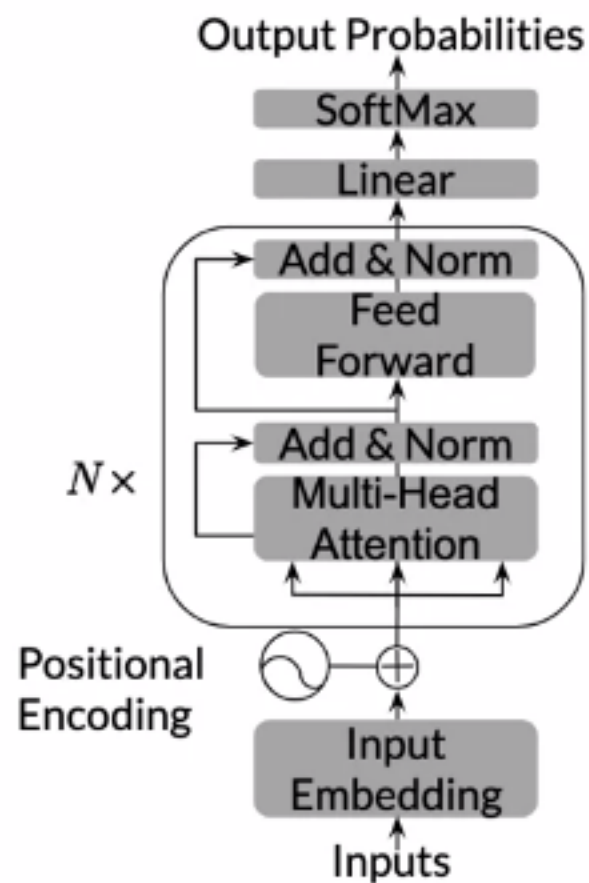 Output Probabilities
SoftMax
Linear
Add & Norm
Feed
Forward
Add & Norm
N×
Multi-Head
Attention
Positional
Encoding
Input
Embedding
Inputs